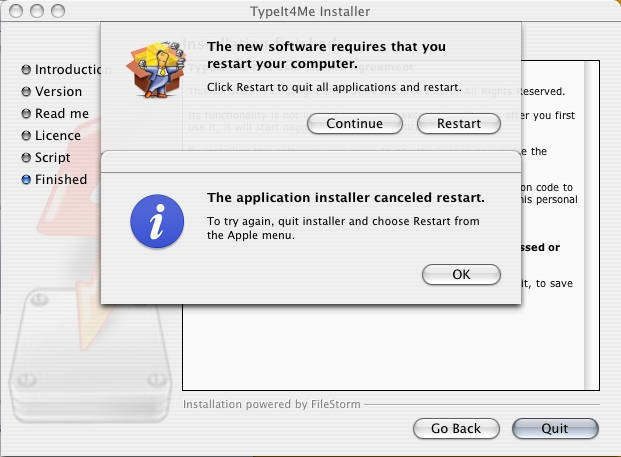 TypeIt4Me Installer
Introduction
Version
Read me
Licence
Script
Finished
The new software requires that you
restart your computer.
Click Restart to quit all applications and restart.
Continue
Restart
The application installer canceled restart.
To try again, quit installer and choose Restart from
the Apple menu.
OK
All Rights Reserved.
after you first
use it, it will start
the
on code to
his personal
ssed or
it, to save
Installation powered by FileStorm
Go Back
Quit